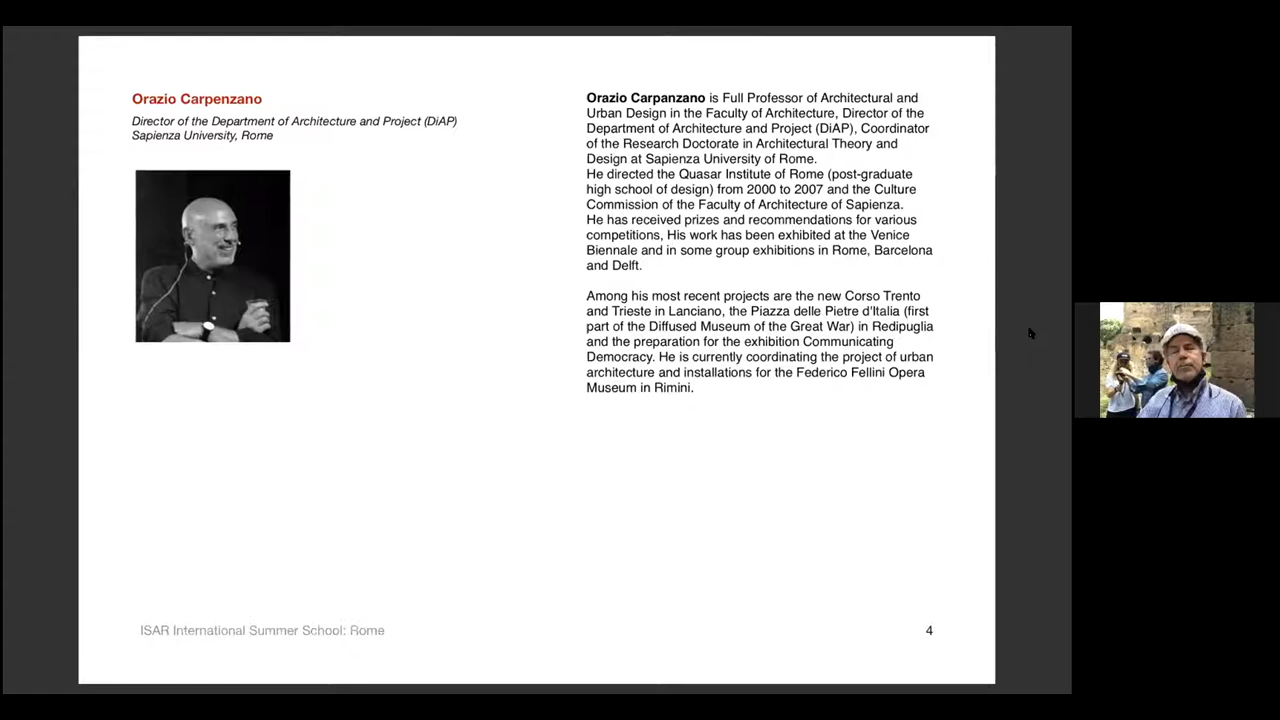 Orazio Carpenzano
Director of the Department of Architecture and Project (DiAP)
Sapienza University, Rome
Orazio Carpanzano is Full Professor of Architectural and
Urban Design in the Faculty of Architecture, Director of the
Department of Architecture and Project (DiAP), Coordinator
of the Research Doctorate in Architectural Theory and
Design at Sapienza University of Rome.
He directed the Quasar Institute of Rome (post-graduate
high school of design) from 2000 to 2007 and the Culture
Commission of the Faculty of Architecture of Sapienza.
He has received prizes and recommendations for various
competitions, His work has been exhibited at the Venice
Biennale and in some group exhibitions in Rome, Barcelona
and Delft.
Among his most recent projects are the new Corso Trento
and Trieste in Lanciano, the Piazza delle Pietre d'Italia (first
part of the Diffused Museum of the Great War) in Redipuglia
and the preparation for the exhibition Communicating
Democracy. He is currently coordinating the project of urban
architecture and installations for the Federico Fellini Opera
Museum in Rimini.
ISAR International Summer School: Rome
4